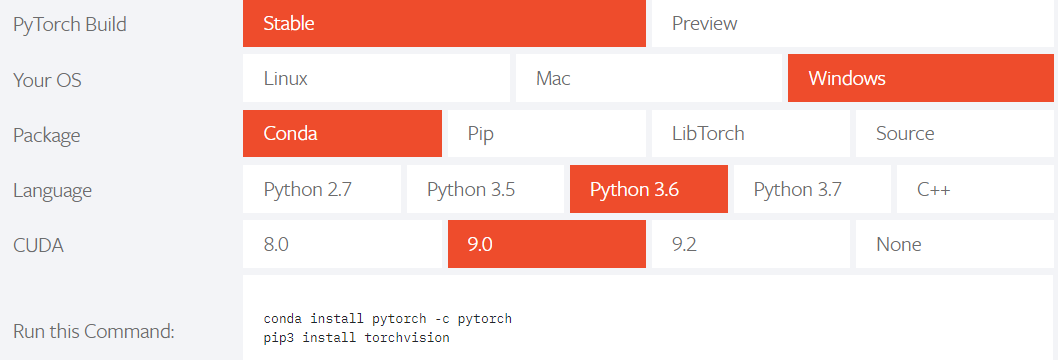 PyTorch Build Stable Preview
Your OS Linux Mac Windows
Package Conda Pip LibTorch Source
Language Python 2.7 Python 3.5 Python 3.6 Python 3.7 C++
CUDA 8.0 9.0 9.2 None
Run this Command:
conda install pytorch -c pytorch
pip3 install torchvision